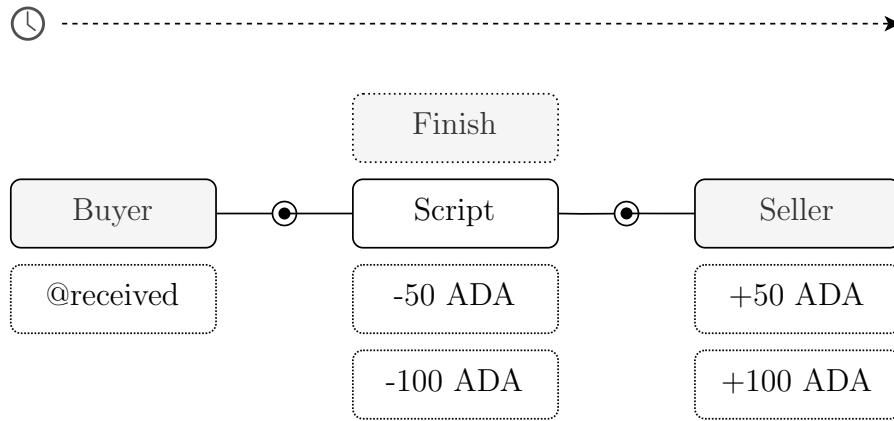 Finish
Buyer
Script
Seller
@received
-50 ADA
+50 ADA
-100 ADA
+100 ADA